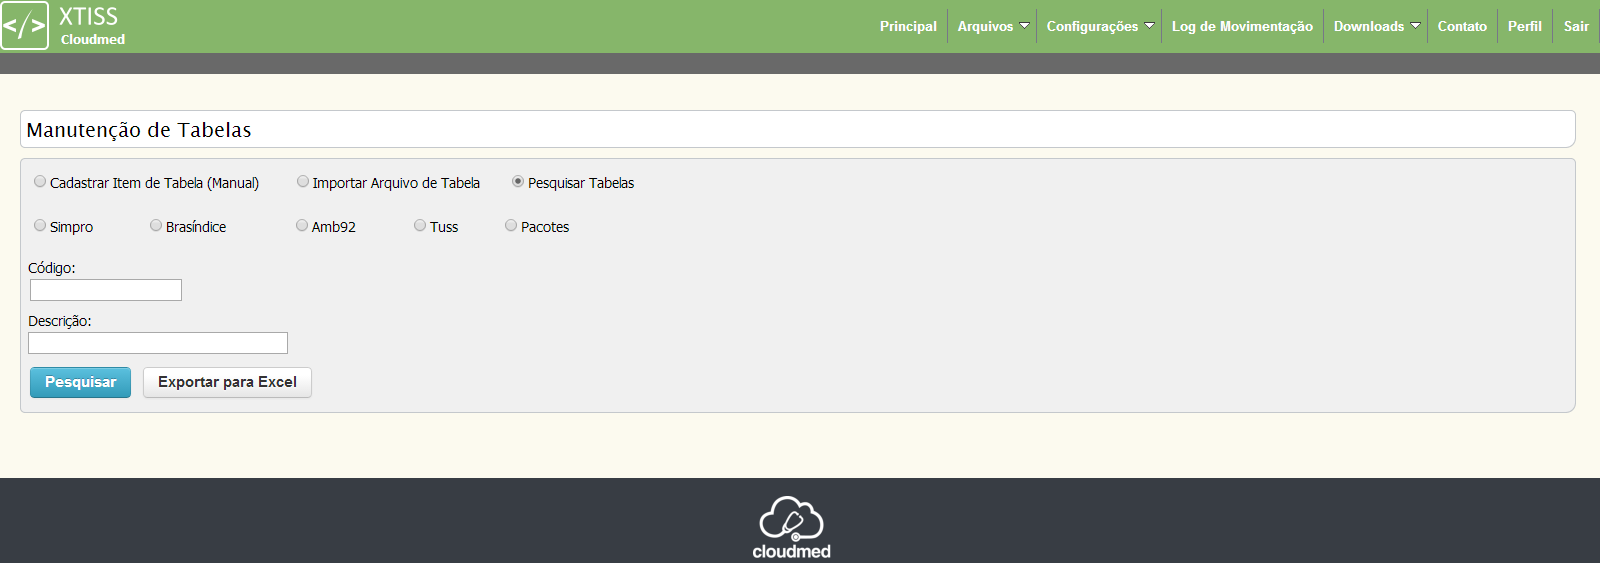 </> XTISS
Cloudmed
Principal Arquivos Configurações Log de Movimentação Downloads Contato Perfil Sair
Manutenção de Tabelas
Cadastrar Item de Tabela (Manual) Importar Arquivo de Tabela Pesquisar Tabelas
Simpro Brasíndice Amb92 Tuss Pacotes
Código:
Descrição:
Pesquisar Exportar para Excel
cloudmed